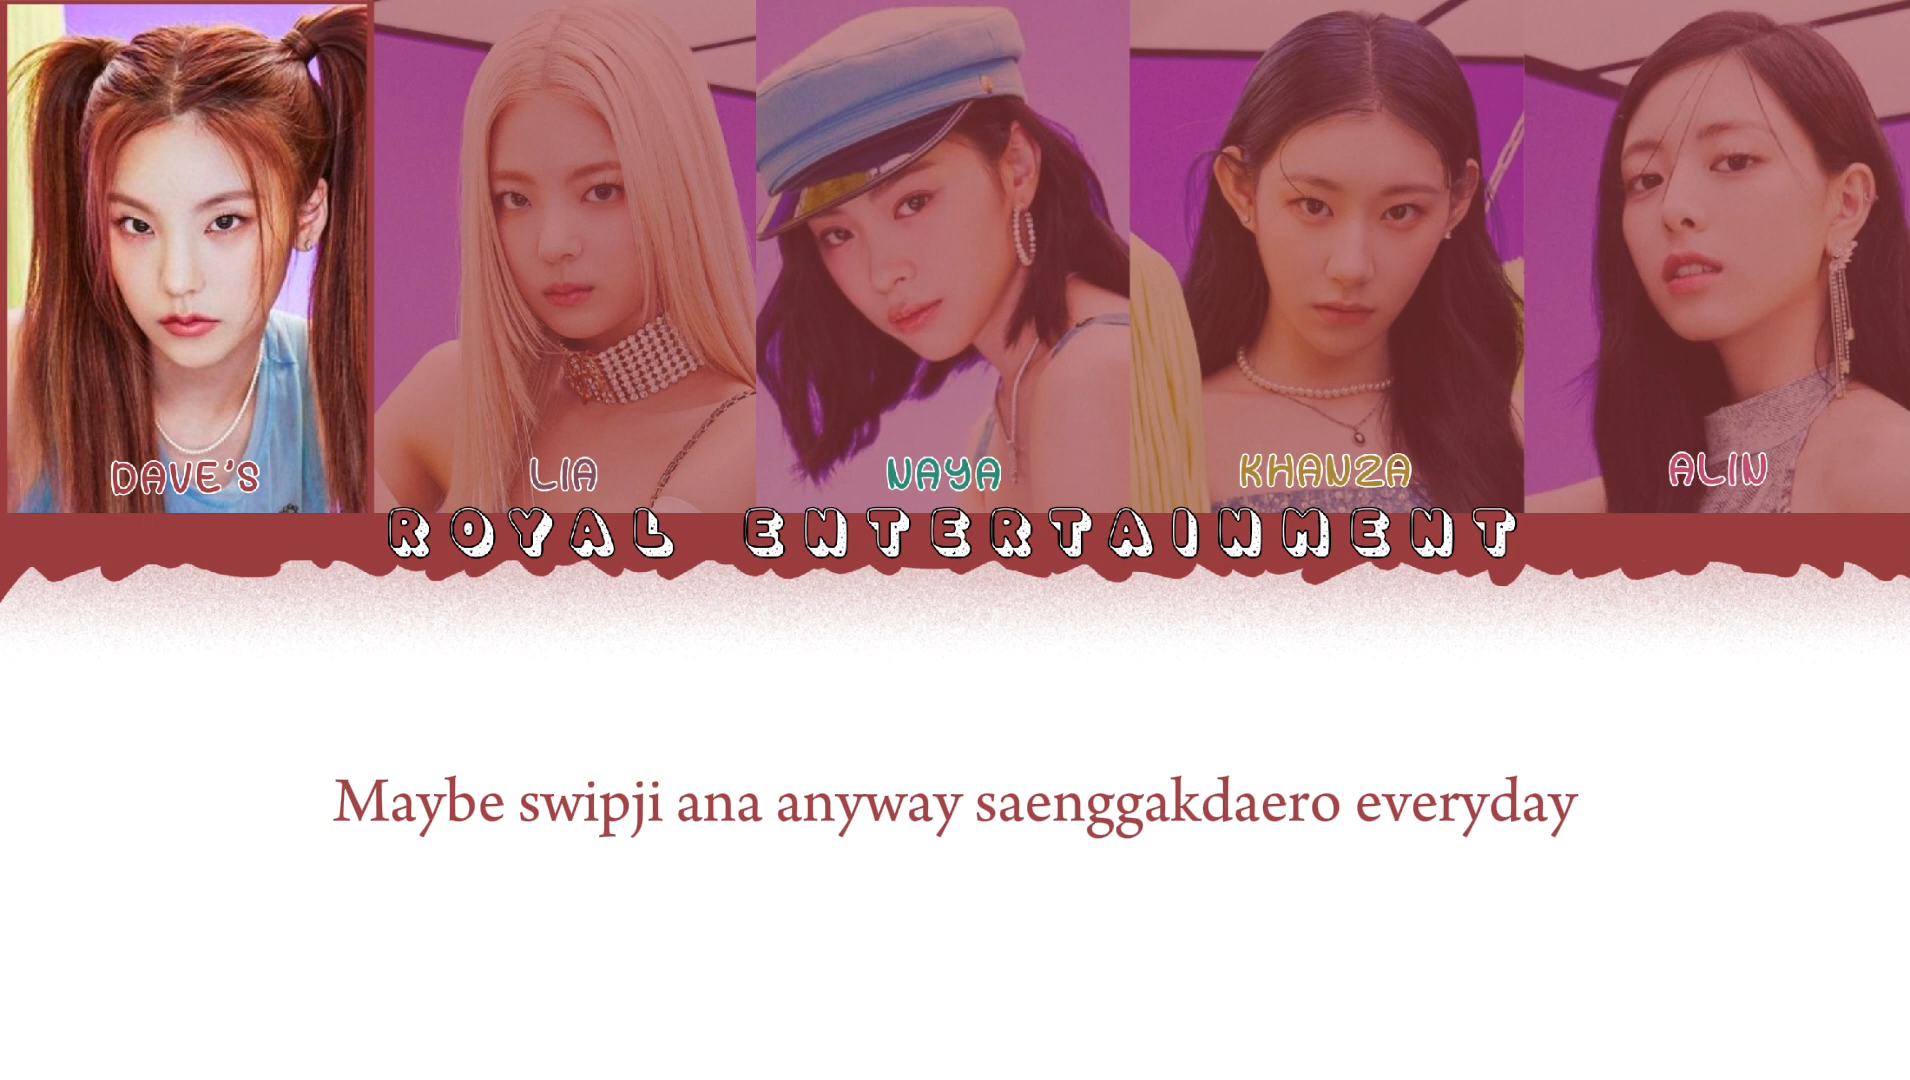 DAVE'S
LIA
NAYA
KHANZA
ALIN
ROYAL ENTERTAINMENT
Maybe swipji ana anyway saenggakdaero everyday